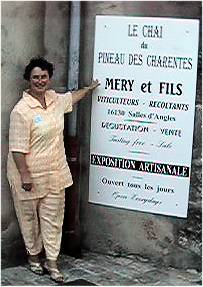 LE CHAI
du
PINEAU DES CHARENTES
MERY et FILS
VITICULTEURS - RECOLTANTS
16130 Salles d'Angles
DEGUSTATION - VENTE
Tasting free - Sale
EXPOSITION ARTISANALE
Ouvert tous les jours
Open Everydays